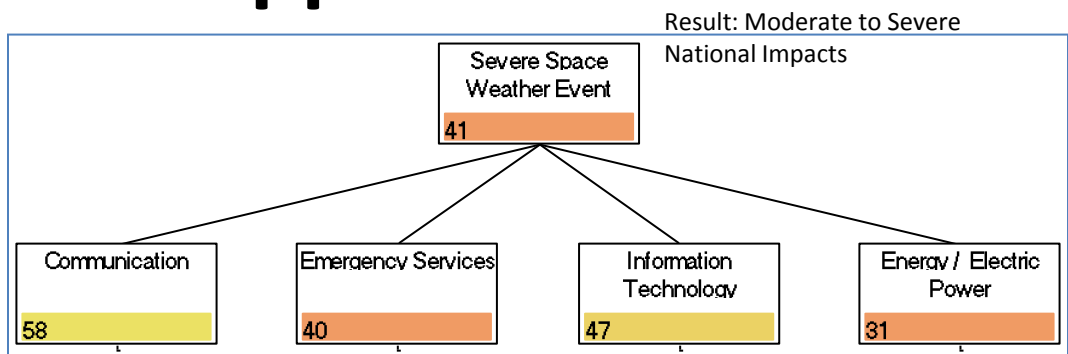 Result: Moderate to Severe
National Impacts
Severe Space
Weather Event
41
Communication
58
Emergency Services
40
Information
Technology
47
Energy / Electric
Power
31